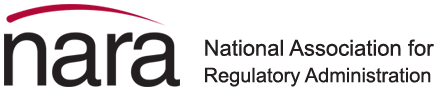 nara
National Association for
Regulatory Administration